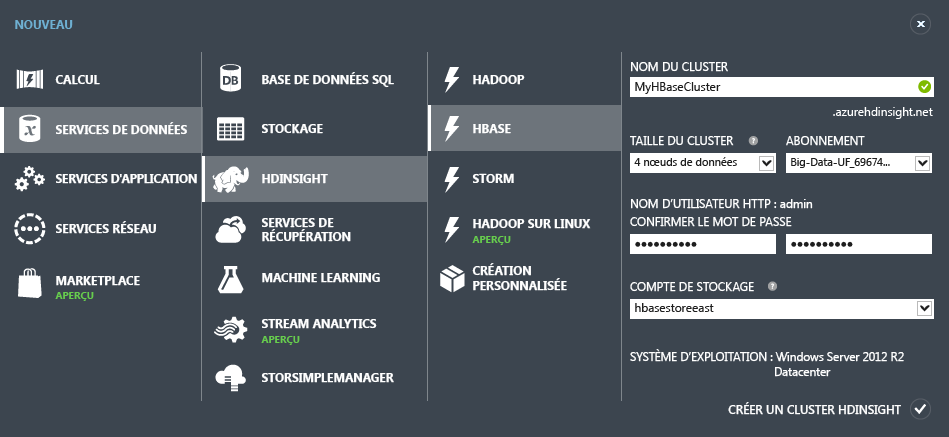 NOUVEAU
CALCUL
SERVICES DE DONNÉES
SERVICES D'APPLICATION
SERVICES RÉSEAU
MARKETPLACE
APERÇU
DB
BASE DE DONNÉES SQL
STOCKAGE
HDINSIGHT
SERVICES DE
RÉCUPÉRATION
MACHINE LEARNING
STREAM ANALYTICS
APERÇU
STORSIMPLEMANAGER
HADOOP
HBASE
STORM
HADOOP SUR LINUX
APERÇU
CRÉATION
PERSONNALISÉE
NOM DU CLUSTER
MyHBaseCluster
.azurehdinsight.net
TAILLE DU CLUSTER ?
ABONNEMENT
4 nœuds de données
Big-Data-UF_69674...
NOM D'UTILISATEUR HTTP : admin
CONFIRMER LE MOT DE PASSE
••••••••••
••••••••••
COMPTE DE STOCKAGE ?
hbasestoreeast
SYSTÈME D'EXPLOITATION : Windows Server 2012 R2
Datacenter
CRÉER UN CLUSTER HDINSIGHT